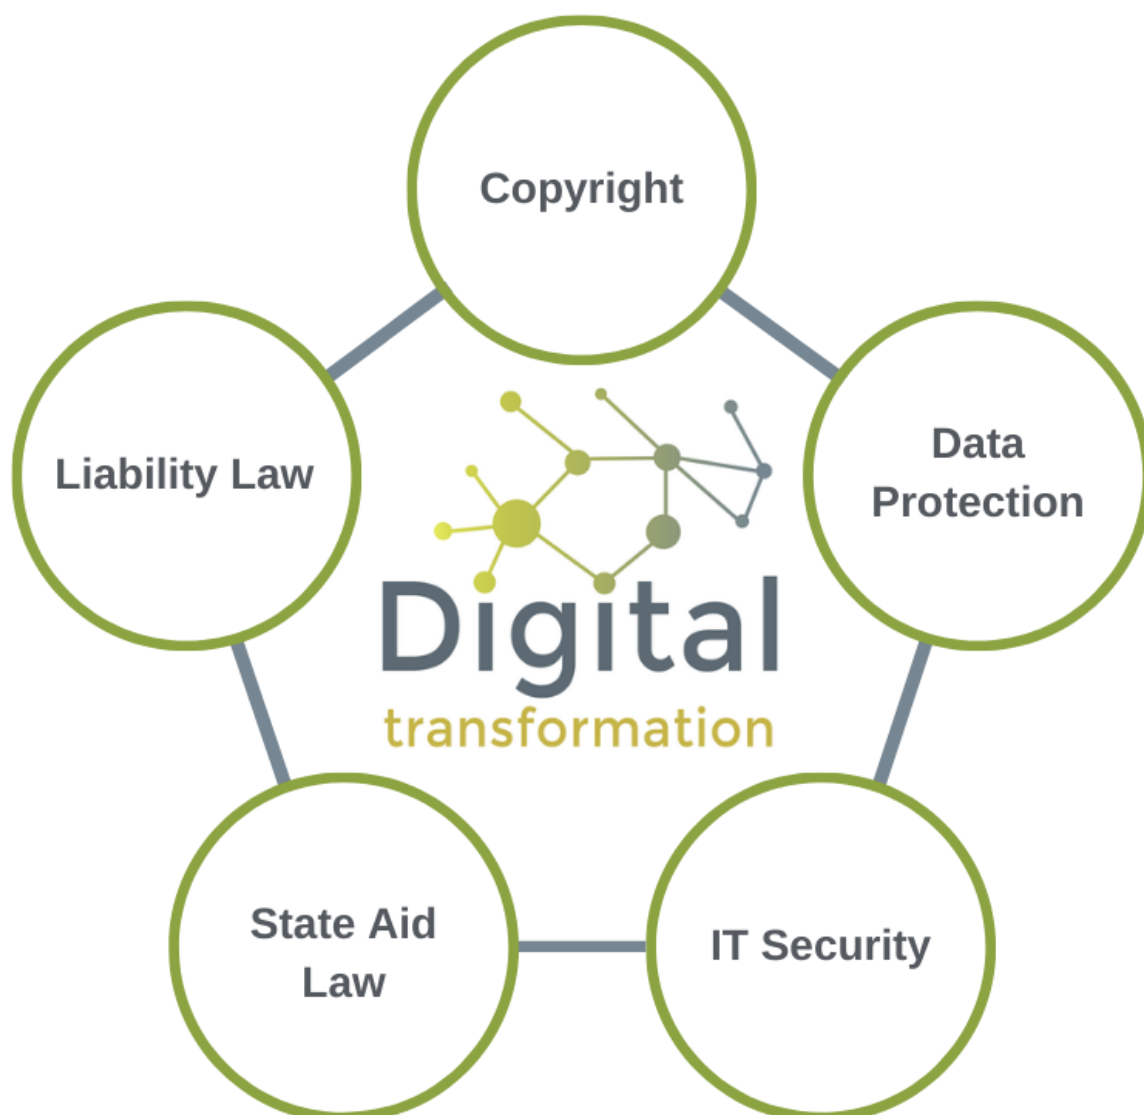 Copyright
Liability Law
Data
Protection
Digital
transformation
State Aid
Law
IT Security